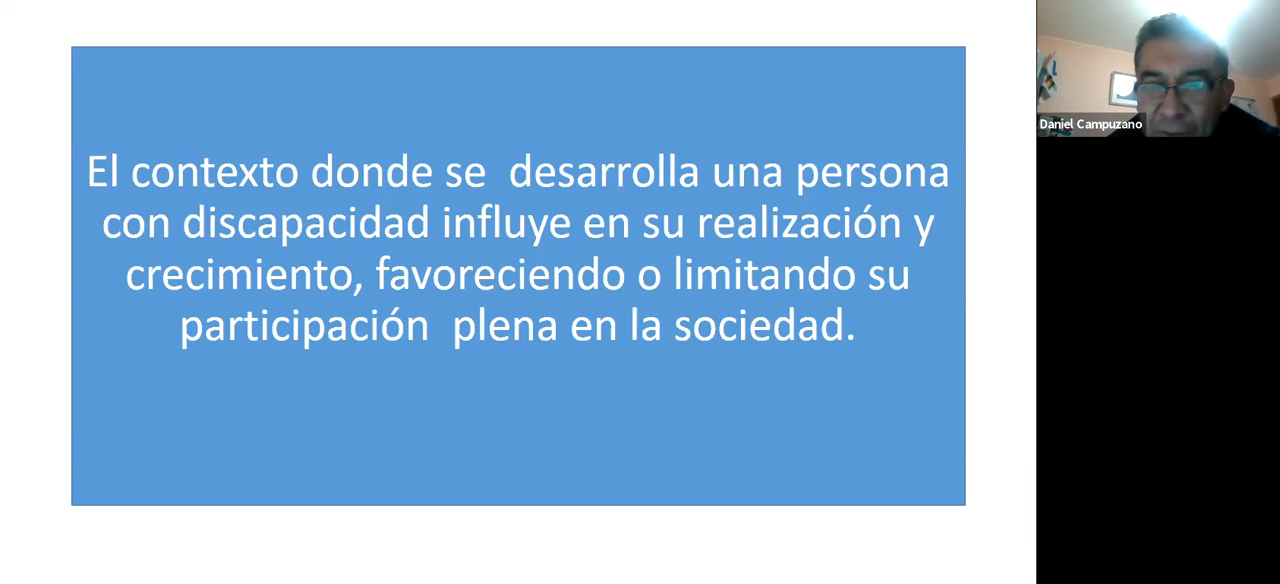 El contexto donde se  desarrolla una persona
con discapacidad influye en su realización y
crecimiento, favoreciendo o limitando su
participación  plena en la sociedad.
Daniel Campuzano